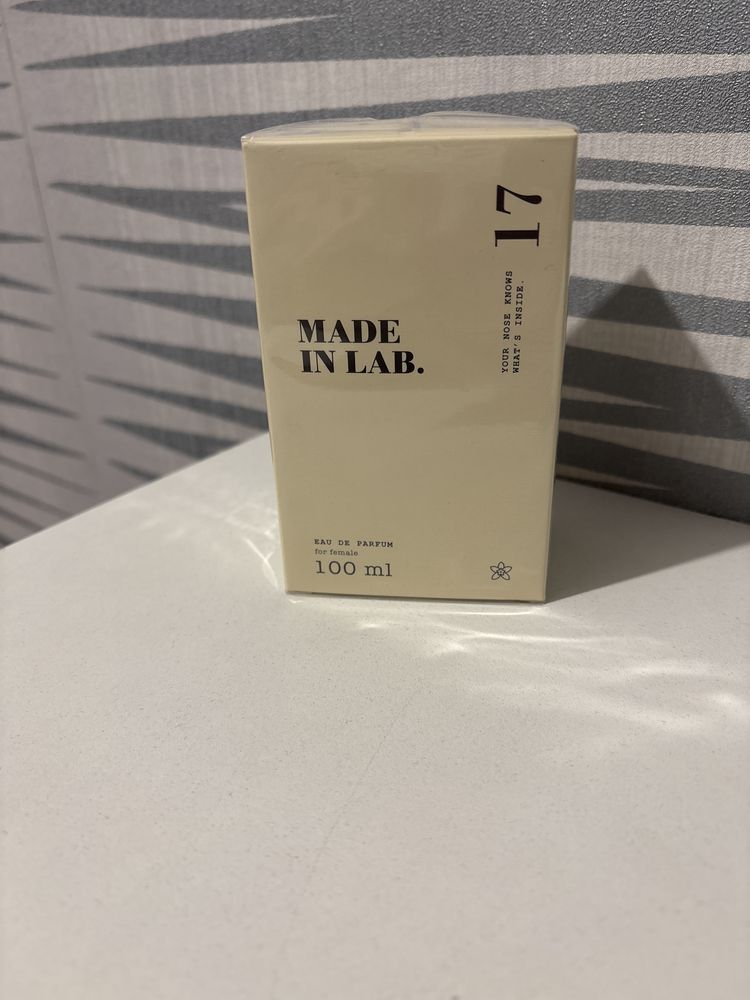 17
YOUR NOSE KNOWS
WHAT'S INSIDE.
MADE
IN LAB.
EAU DE PARFUM
for female
100 ml